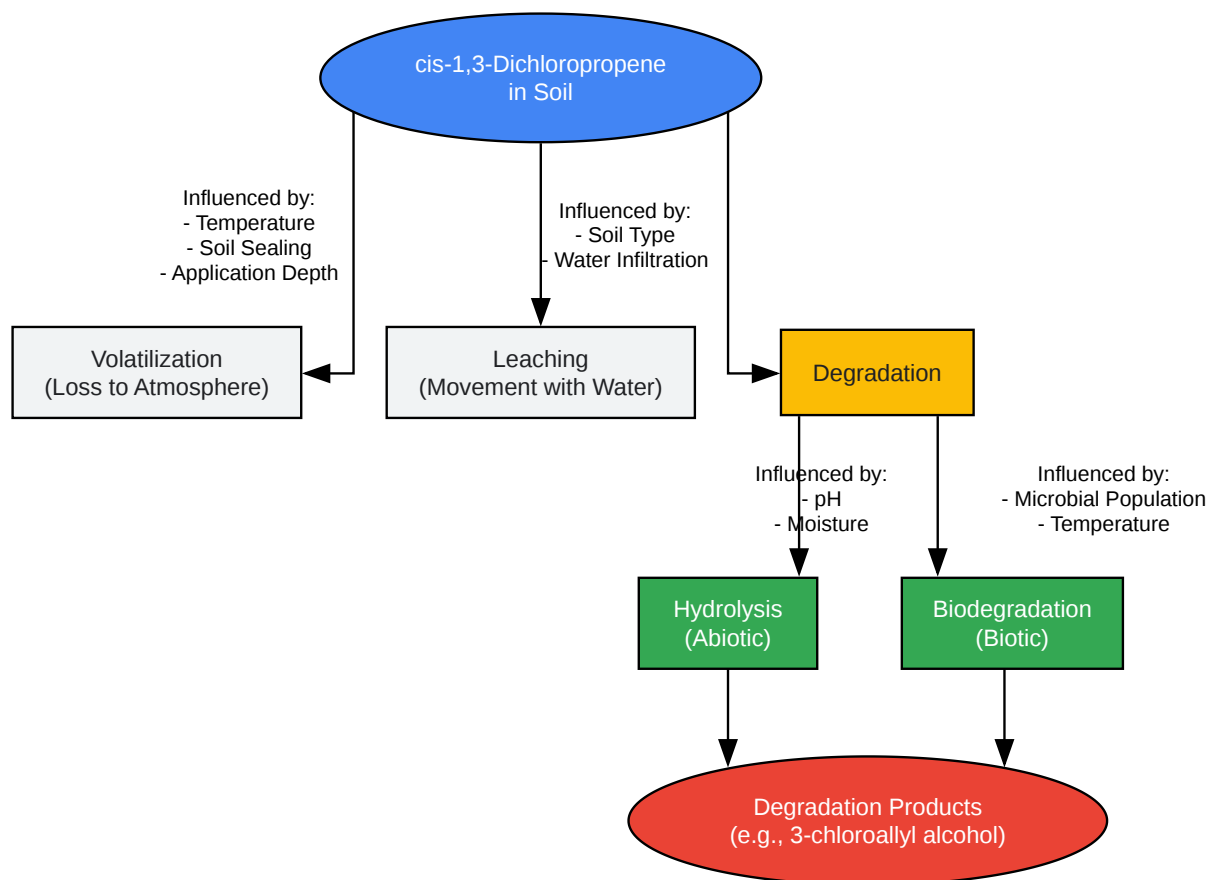 cis-1,3-Dichloropropene
in Soil
Influenced by:
- Temperature
- Soil Sealing
- Application Depth
Influenced by:
- Soil Type
- Water Infiltration
Volatilization
(Loss to Atmosphere)
Leaching
(Movement with Water)
Degradation
Influenced by:
- pH
- Moisture
Influenced by:
- Microbial Population
- Temperature
Hydrolysis
(Abiotic)
Biodegradation
(Biotic)
Degradation Products
(e.g., 3-chloroallyl alcohol)